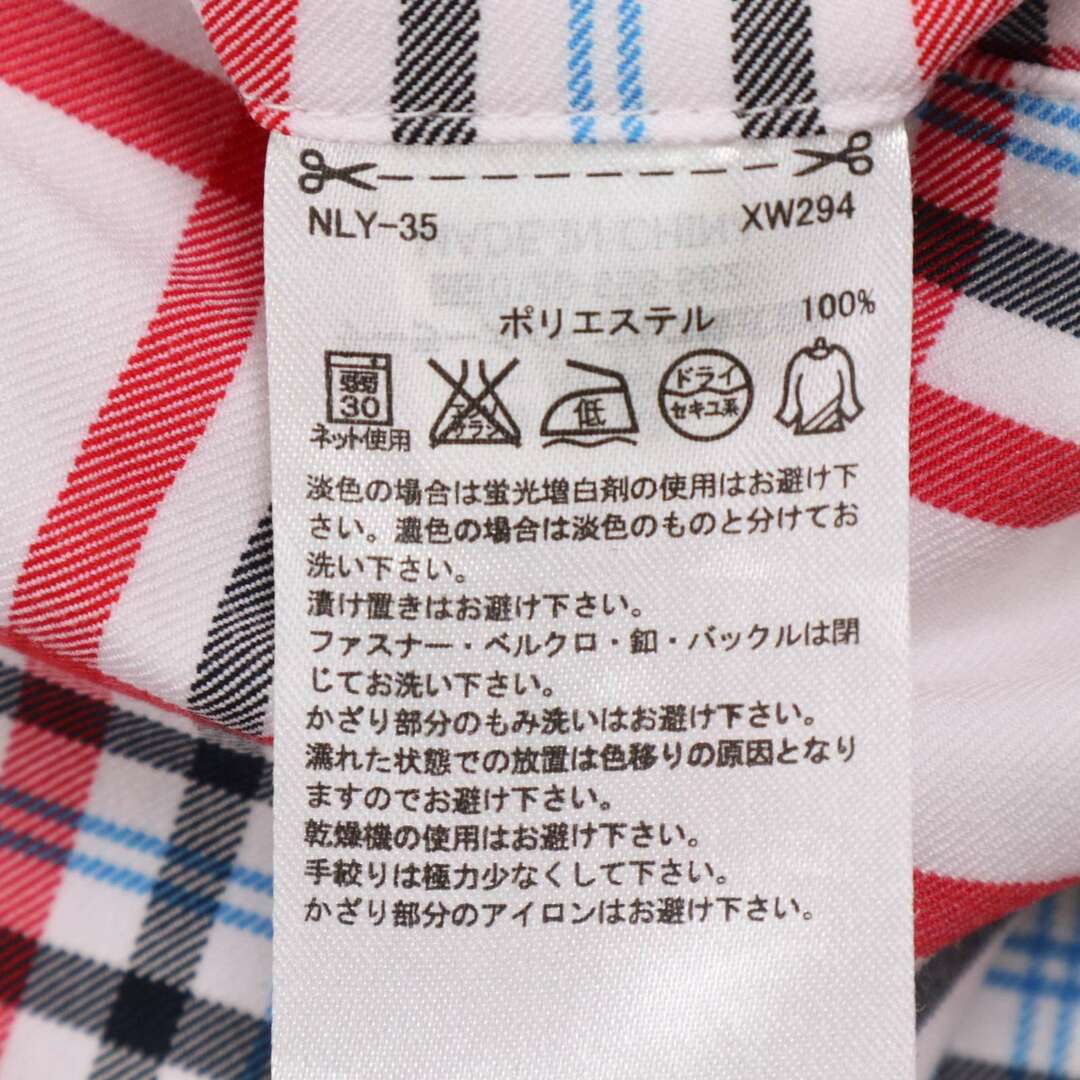 NLY-35 XW294
ポリエステル 100%
弱 30 エンソ サラシ 低 ドライ セキユ系
ネット使用
淡色の場合は蛍光増白剤の使用はお避け下
さい。濃色の場合は淡色のものと分けてお
洗い下さい。
漬け置きはお避け下さい。
ファスナー・ベルクロ・釦・バックルは閉
じてお洗い下さい。
かざり部分のもみ洗いはお避け下さい。
濡れた状態での放置は色移りの原因となり
ますのでお避け下さい。
乾燥機の使用はお避け下さい。
手絞りは極力少なくして下さい。
かざり部分のアイロンはお避け下さい。